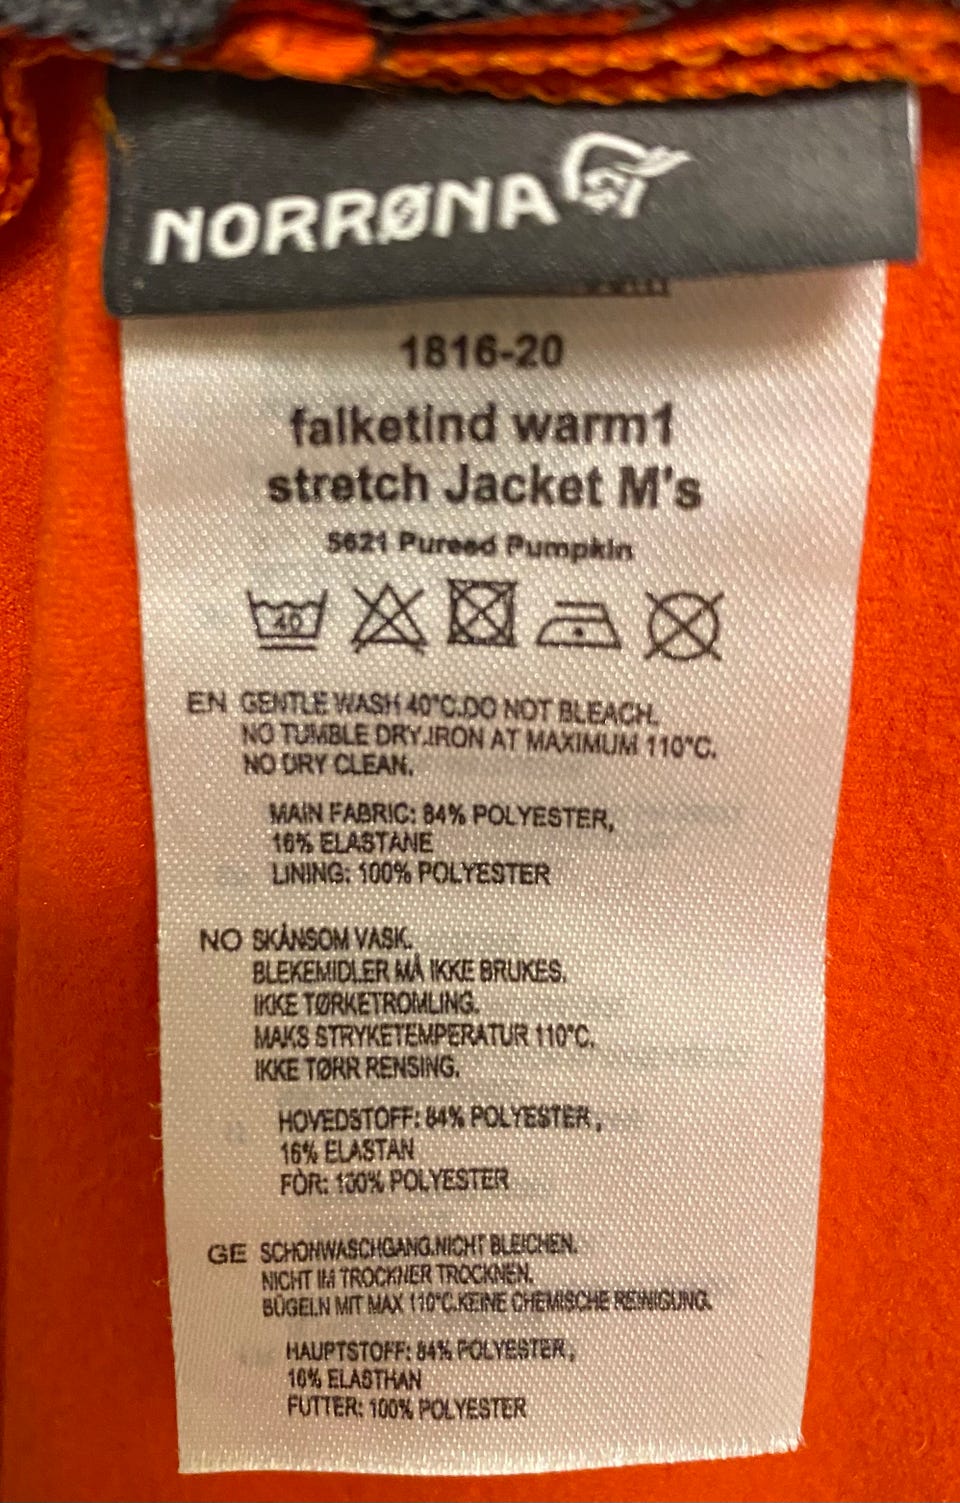 NORRØNA
1816-20
falketind warm1
stretch Jacket M's
5621 Pureed Pumpkin
40
EN GENTLE WASH 40°C.DO NOT BLEACH.
NO TUMBLE DRY.IRON AT MAXIMUM 110°C.
NO DRY CLEAN.
MAIN FABRIC: 84% POLYESTER,
16% ELASTANE
LINING: 100% POLYESTER
NO SKÅNSOM VASK.
BLEKEMIDLER MÅ IKKE BRUKES.
IKKE TØRKETROMLING.
MAKS STRYKETEMPERATUR 110°C.
IKKE TØRR RENSING.
HOVEDSTOFF: 84% POLYESTER,
16% ELASTAN
FÒR: 100% POLYESTER
GE SCHONWASCHGANG.NICHT BLEICHEN.
NICHT IM TROCKNER TROCKNEN.
BÜGELN MIT MAX 110°C.KEINE CHEMISCHE REINIGUNG.
HAUPTSTOFF: 84% POLYESTER,
16% ELASTHAN
FUTTER: 100% POLYESTER